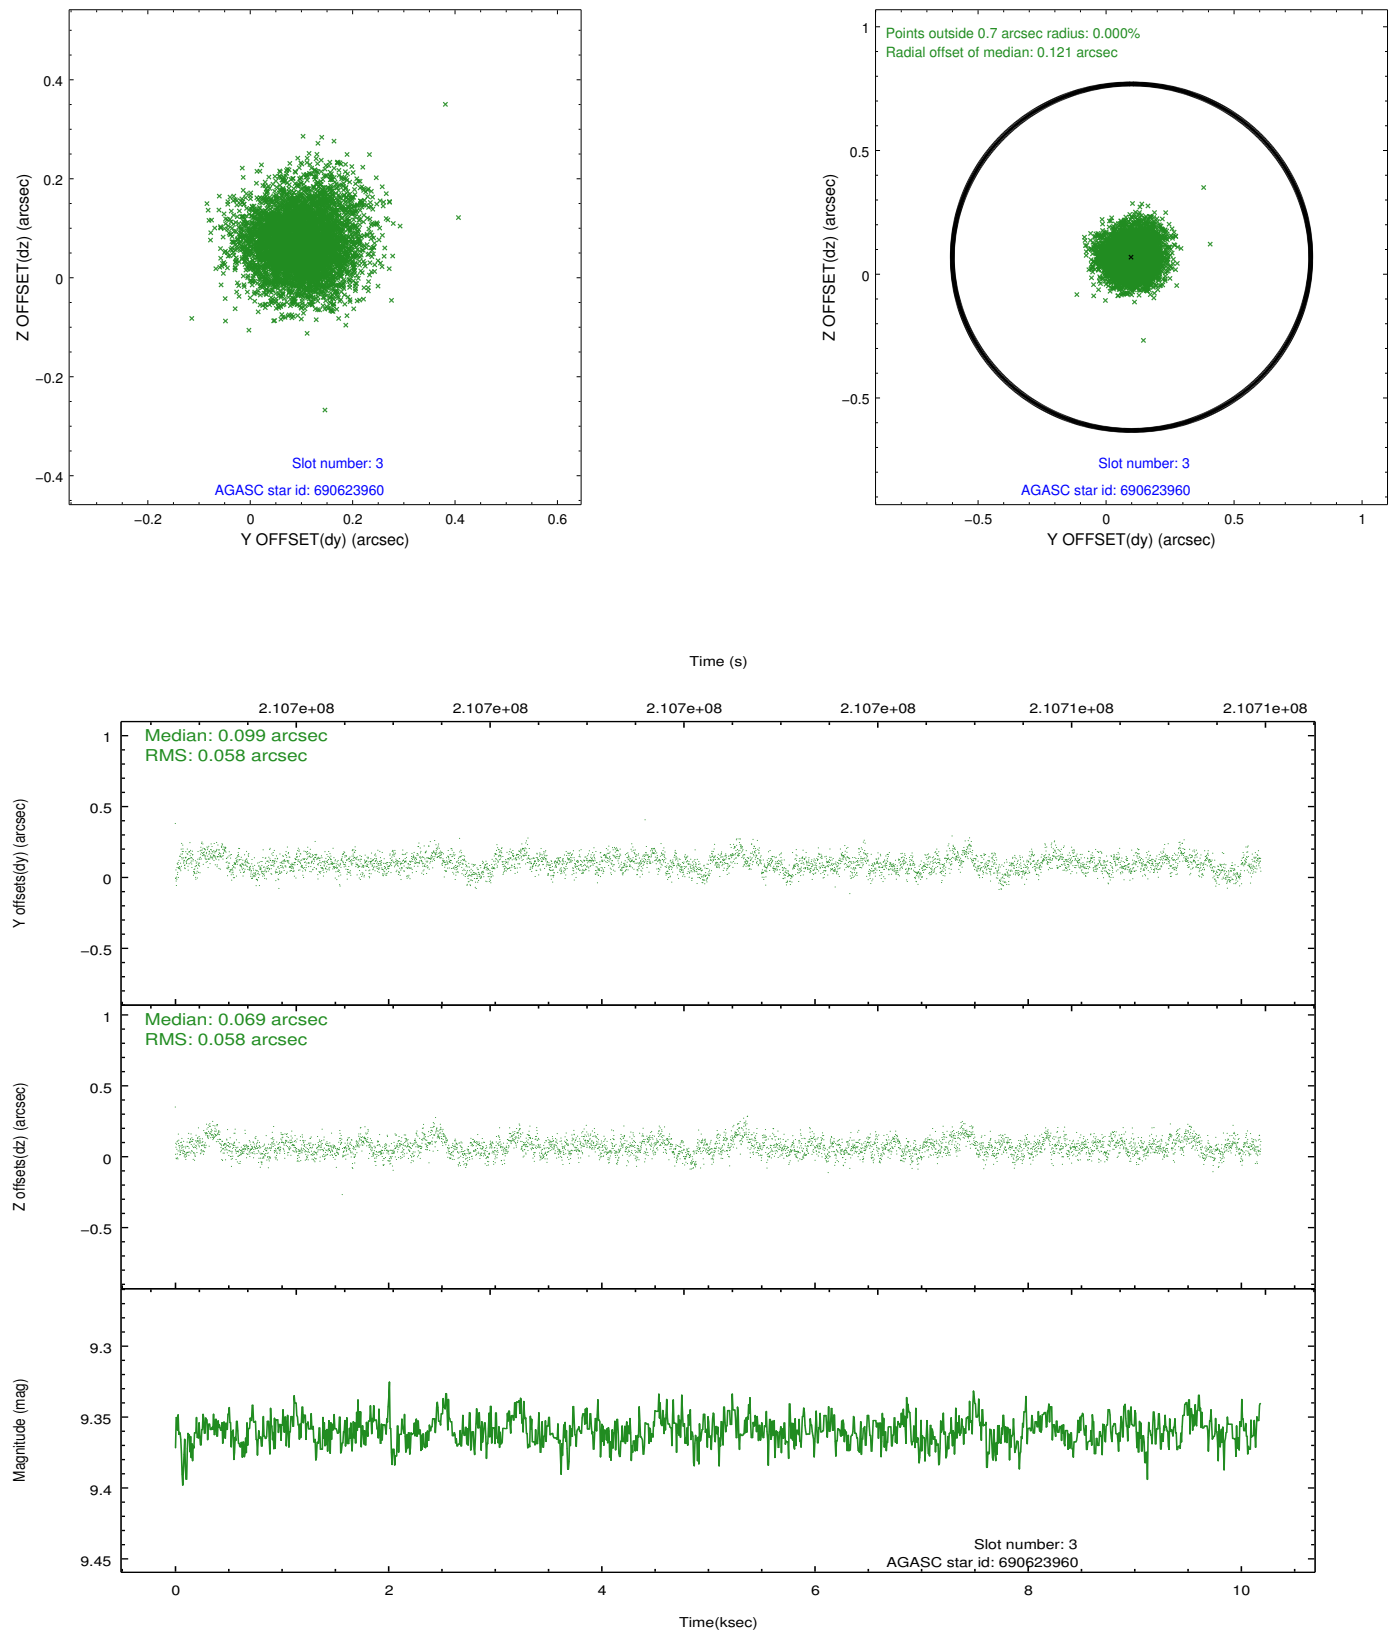 0.4
0.2
0
−0.2
−0.4
Z OFFSET(dz) (arcsec)
Slot number: 3
AGASC star id: 690623960
−0.2 0 0.2 0.4 0.6
Y OFFSET(dy) (arcsec)
Points outside 0.7 arcsec radius: 0.000%
Radial offset of median: 0.121 arcsec
1
0.5
0
−0.5
Z OFFSET(dz) (arcsec)
Slot number: 3
AGASC star id: 690623960
−0.5 0 0.5 1
Y OFFSET(dy) (arcsec)
Time (s)
2.107e+08 2.107e+08 2.107e+08 2.107e+08 2.1071e+08 2.1071e+08
Median: 0.099 arcsec
RMS: 0.058 arcsec
1
0.5
0
−0.5
Y offsets(dy) (arcsec)
Median: 0.069 arcsec
RMS: 0.058 arcsec
1
0.5
0
−0.5
Z offsets(dz) (arcsec)
9.3
9.35
9.4
9.45
Magnitude (mag)
Slot number: 3
AGASC star id: 690623960
0 2 4 6 8 10
Time(ksec)